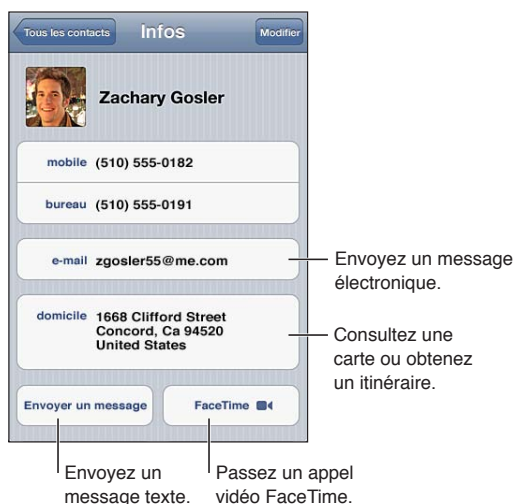 Tous les contacts Infos Modifier
Zachary Gosler
mobile (510) 555-0182
bureau (510) 555-0191
e-mail zgosler55@me.com
Envoyez un message
électronique.
domicile 1668 Clifford Street
Concord, Ca 94520
United States
Consultez une
carte ou obtenez
un itinéraire.
Envoyer un message FaceTime
Envoyez un
message texte.
Passez un appel
vidéo FaceTime.